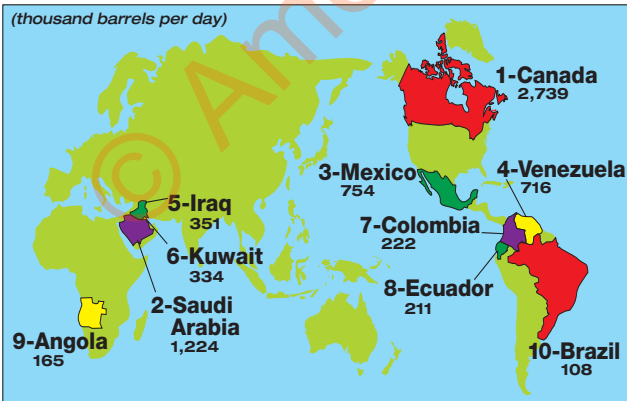 (thousand barrels per day)
© Ame
1-Canada
2,739
3-Mexico
754
4-Venezuela
716
5-Iraq
351
7-Colombia
222
6-Kuwait
334
8-Ecuador
211
2-Saudi
Arabia
1,224
9-Angola
165
10-Brazil
108